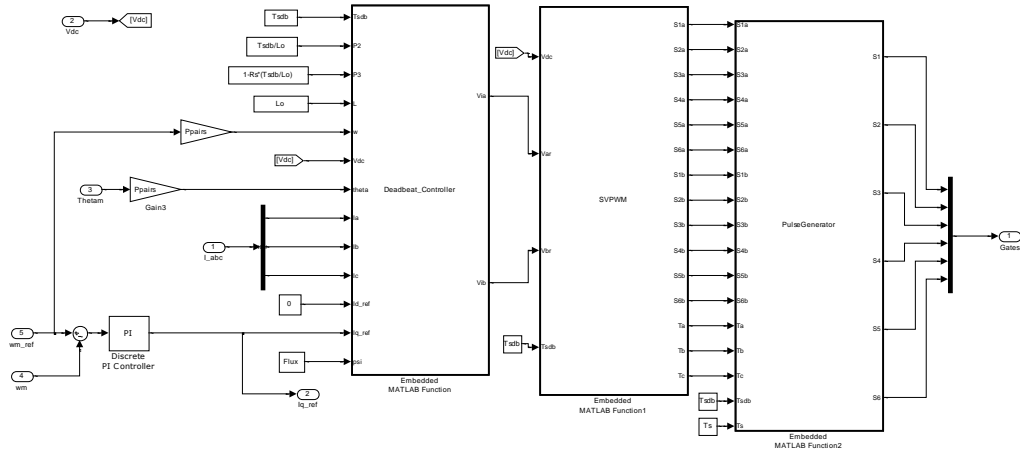 2
Vdc
[Vdc]
Tsdb
Tsdb/Lo
1-Rs*(Tsdb/Lo)
Lo
Ppairs
[Vdc]
3
Thetam
Ppairs
Gain3
1
I_abc
0
5
wm_ref
4
wm
PI
Discrete
PI Controller
Flux
2
Iq_ref
Tsdb
P2
P3
L
w
Vdc
theta
Ia
Ib
Ic
Id_ref
Iq_ref
psi
Deadbeat_Controller
Via
Vib
Embedded
MATLAB Function
[Vdc]
Tsdb
Vdc
Var
Vbr
Tsdb
SVPWM
S1a
S2a
S3a
S4a
S5a
S6a
S1b
S2b
S3b
S4b
S5b
S6b
Ta
Tb
Tc
Embedded
MATLAB Function1
Tsdb
Ts
S1a
S2a
S3a
S4a
S5a
S6a
S1b
S2b
S3b
S4b
S5b
S6b
Ta
Tb
Tc
Tsdb
Ts
PulseGenerator
S1
S2
S3
S4
S5
S6
Embedded
MATLAB Function2
1
Gates